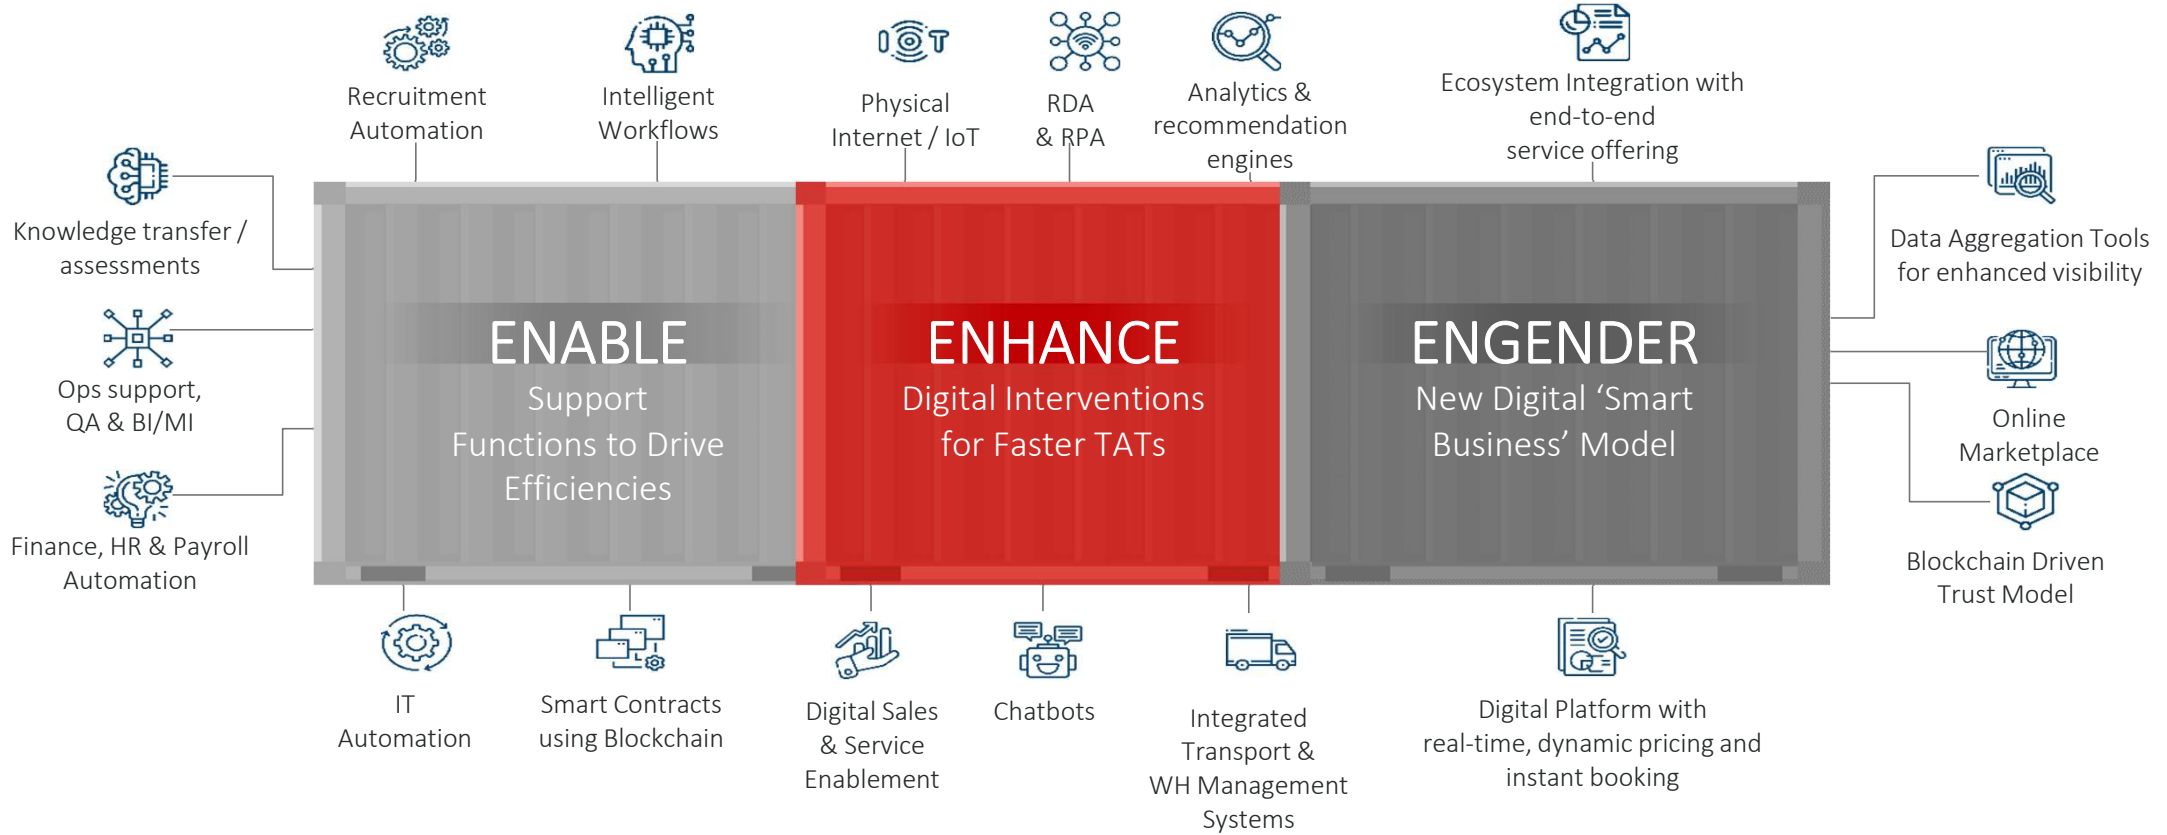 Recruitment
Automation
Intelligent
Workflows
IOT
Physical
Internet / IoT
RDA
& RPA
Analytics &
recommendation
engines
Ecosystem Integration with
end-to-end
service offering
Knowledge transfer /
assessments
Ops support,
QA & BI/MI
Finance, HR & Payroll
Automation
ENABLE
Support
Functions to Drive
Efficiencies
ENHANCE
Digital Interventions
for Faster TATs
ENGENDER
New Digital ‘Smart
Business’ Model
Data Aggregation Tools
for enhanced visibility
Online
Marketplace
Blockchain Driven
Trust Model
IT
Automation
Smart Contracts
using Blockchain
Digital Sales
& Service
Enablement
Chatbots
Integrated
Transport &
WH Management
Systems
Digital Platform with
real-time, dynamic pricing and
instant booking